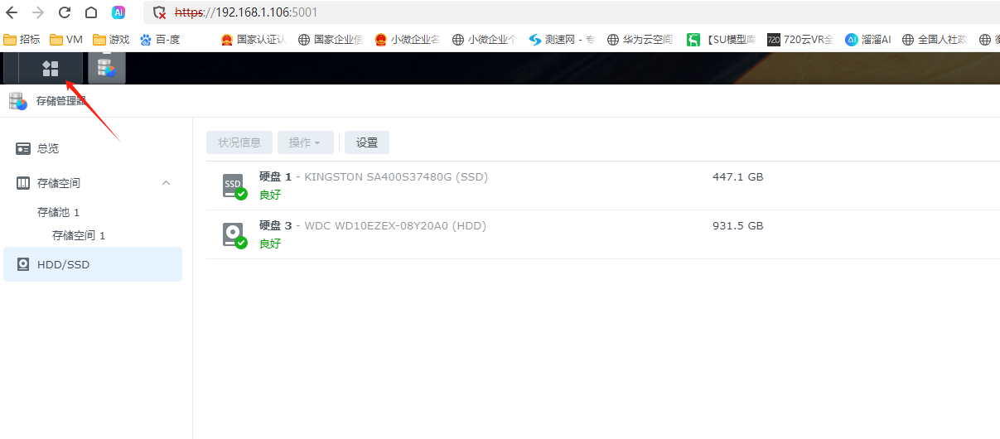 AI https://192.168.1.106:5001
招标 VM 游戏 百-度 国家认证认 国家企业信 小微企业名 小微企业个 测速网 - 专 华为云空间 【SU模型库 720 720云VR全 AI 溜溜AI 全国人社政
存储管理器
总览
存储空间
存储池 1
存储空间 1
HDD/SSD
状况信息 操作 设置
SSD 硬盘 1 - KINGSTON SA400S37480G (SSD) 447.1 GB
良好
硬盘 3 - WDC WD10EZEX-08Y20A0 (HDD) 931.5 GB
良好